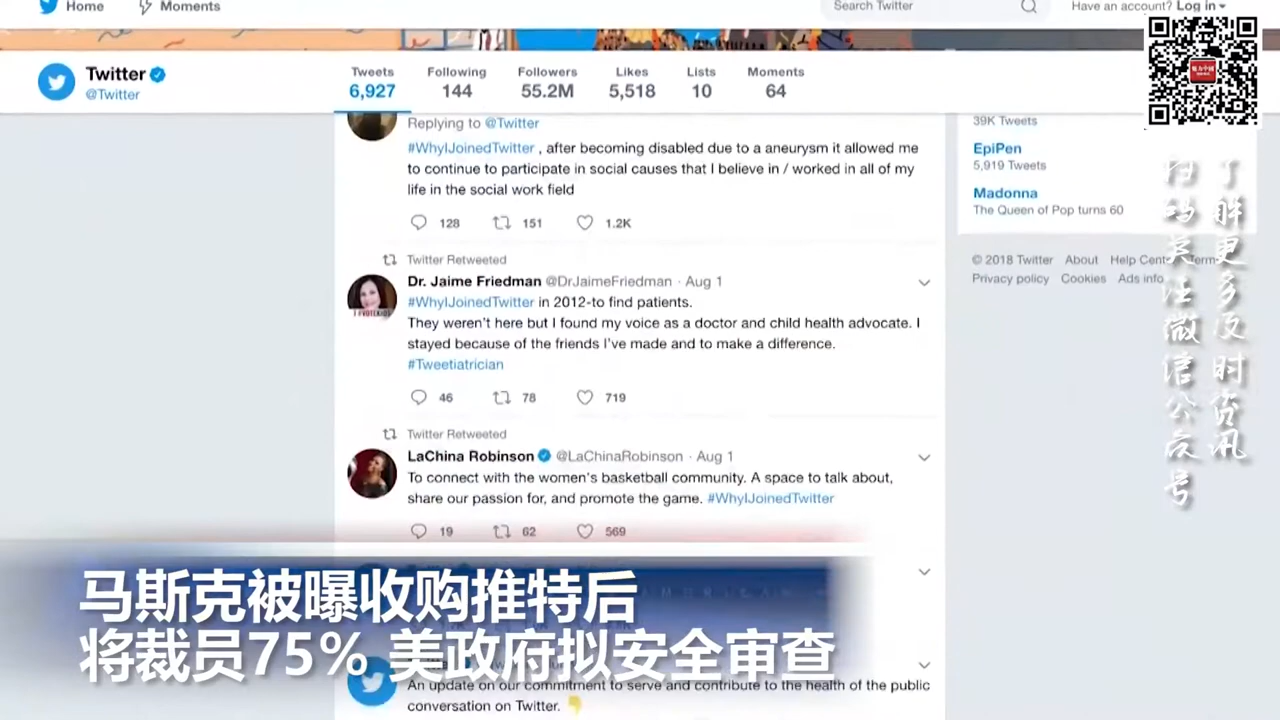 Home
Moments
Search Twitter
Have an account? Log in
Twitter
@Twitter
Tweets
6,927
Following
144
Followers
55.2M
Likes
5,518
Lists
10
Moments
64
Replying to @Twitter
#WhyIJoinedTwitter , after becoming disabled due to a aneurysm it allowed me
to continue to participate in social causes that I believe in / worked in all of my
life in the social work field
128
151
1.2K
Twitter Retweeted
Dr. Jaime Friedman @DrJaimeFriedman · Aug 1
#WhyIJoinedTwitter in 2012-to find patients.
They weren't here but I found my voice as a doctor and child health advocate. I
stayed because of the friends I've made and to make a difference.
#Tweetiatrician
46
78
719
Twitter Retweeted
LaChina Robinson @LaChinaRobinson · Aug 1
To connect with the women's basketball community. A space to talk about,
share our passion for, and promote the game. #WhyIJoinedTwitter
19
62
569
An update on our commitment to serve and contribute to the health of the public
conversation on Twitter.
39K Tweets
EpiPen
5,919 Tweets
Madonna
The Queen of Pop turns 60
© 2018 Twitter About Help Cent Term
Privacy policy Cookies Ads info
了解更多及时资讯
扫码关注微信公众号
马斯克被曝收购推特后
将裁员75% 美政府拟安全审查